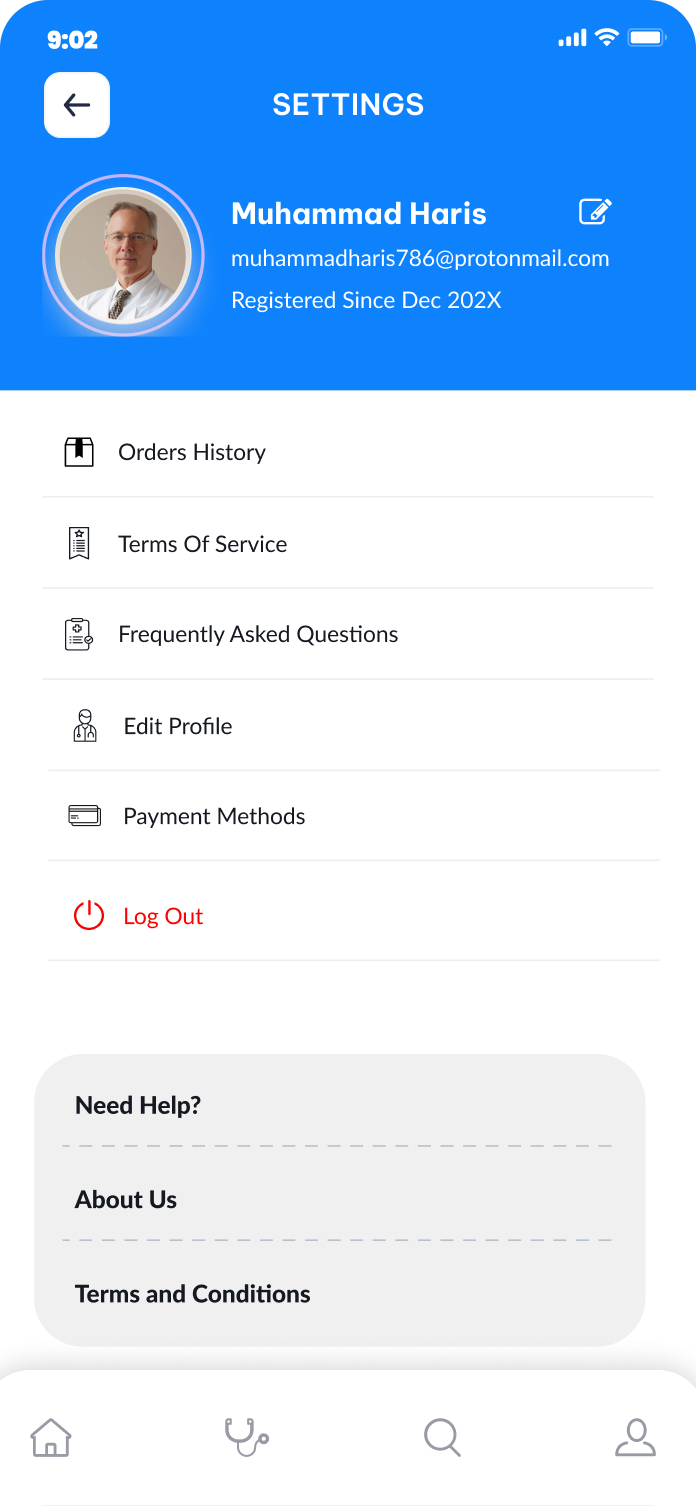 9:02
SETTINGS
Muhammad Haris
muhammadharis786@protonmail.com
Registered Since Dec 202X
Orders History
Terms Of Service
Frequently Asked Questions
Edit Profile
Payment Methods
Log Out
Need Help?
About Us
Terms and Conditions